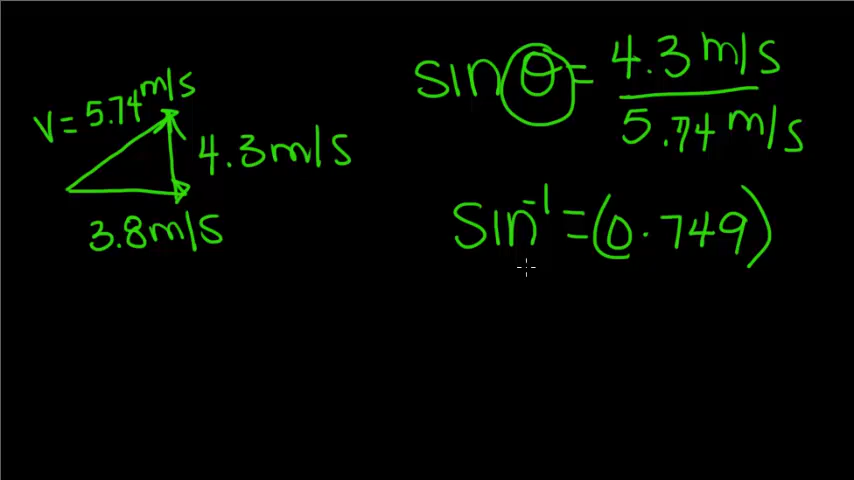 V = 5.74 m/s
4.3 m/s
3.8 m/s
sin θ = 4.3 m/s
5.74 m/s
Sin⁻¹ = (0.749)